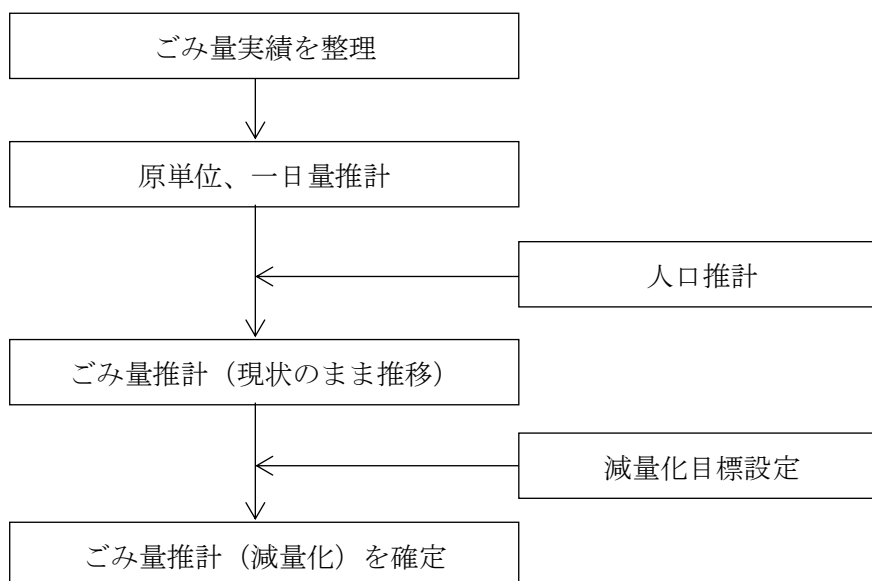 ごみ量実績を整理
原単位、一日量推計
人口推計
ごみ量推計（現状のまま推移）
減量化目標設定
ごみ量推計（減量化）を確定